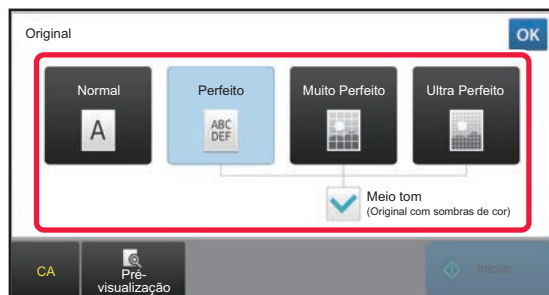 Original
OK
Normal
Perfeito
Muito Perfeito
Ultra Perfeito
A
ABC
DEF
Meio tom
(Original com sombras de cor)
CA
Pré-
visualização
Iniciar